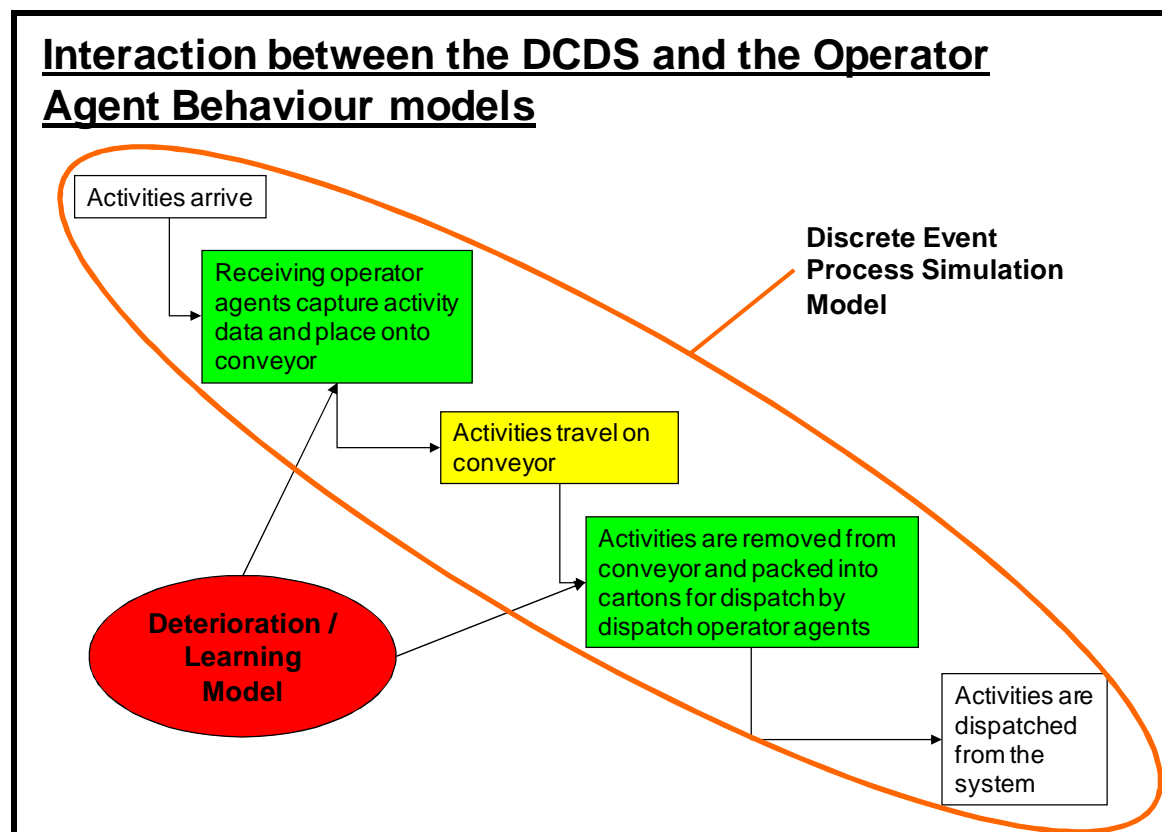 Interaction between the DCDS and the Operator
Agent Behaviour models
Activities arrive
Discrete Event
Process Simulation
Model
Receiving operator
agents capture activity
data and place onto
conveyor
Activities travel on
conveyor
Activities are removed from
conveyor and packed into
cartons for dispatch by
dispatch operator agents
Deterioration /
Learning
Model
Activities are
dispatched
from the
system